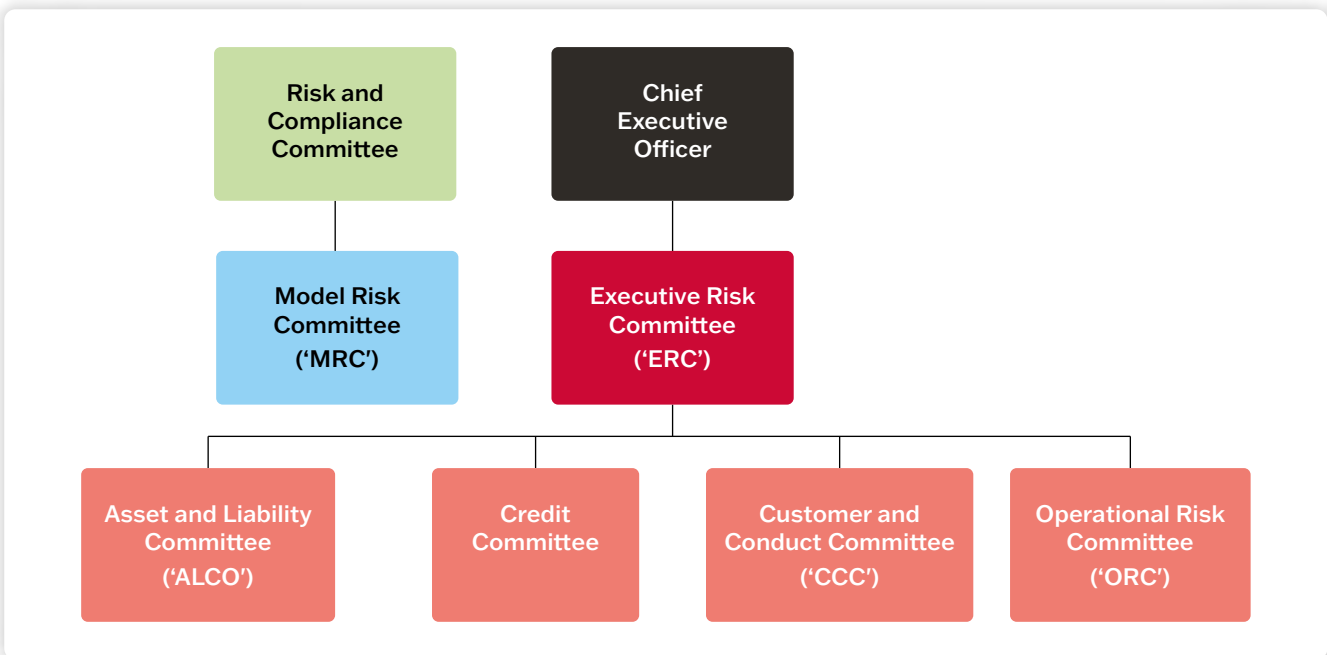 Risk and
Compliance
Committee
Chief
Executive
Officer
Model Risk
Committee
(‘MRC’)
Executive Risk
Committee
(‘ERC’)
Asset and Liability
Committee
(‘ALCO’)
Credit
Committee
Customer and
Conduct Committee
(‘CCC’)
Operational Risk
Committee
(‘ORC’)